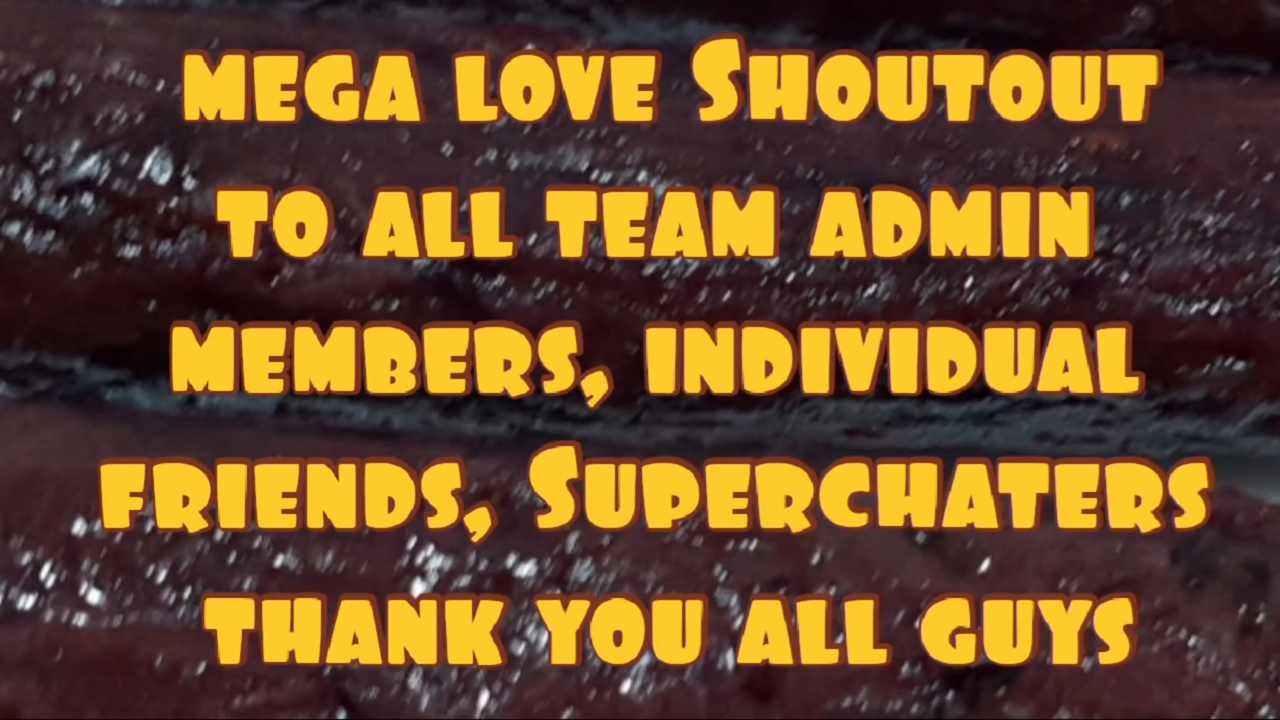 MEGA LOVE SHOUTOUT
TO ALL TEAM ADMIN
MEMBERS, INDIVIDUAL
FRIENDS, SUPERCHATERS
THANK YOU ALL GUYS